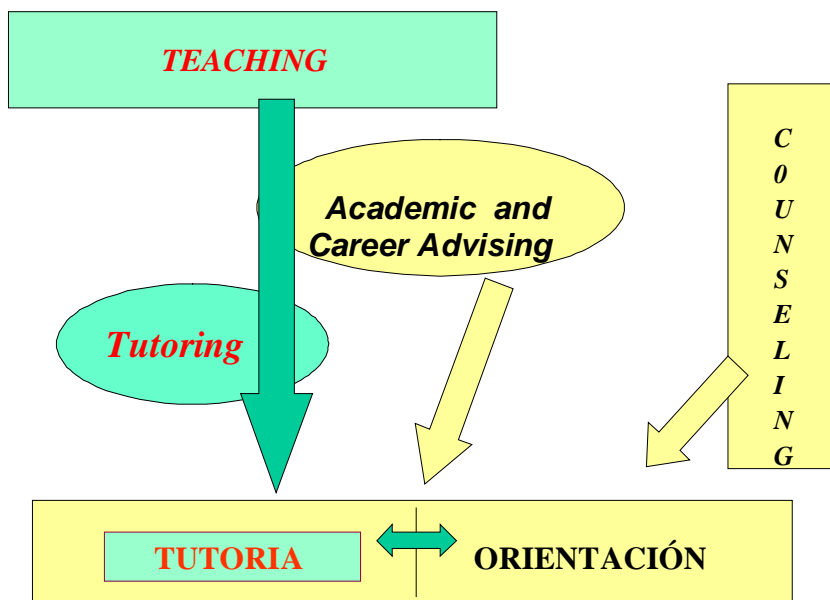 TEACHING
Academic and
Career Advising
Tutoring
C
0
U
N
S
E
L
I
N
G
TUTORIA
ORIENTACIÓN